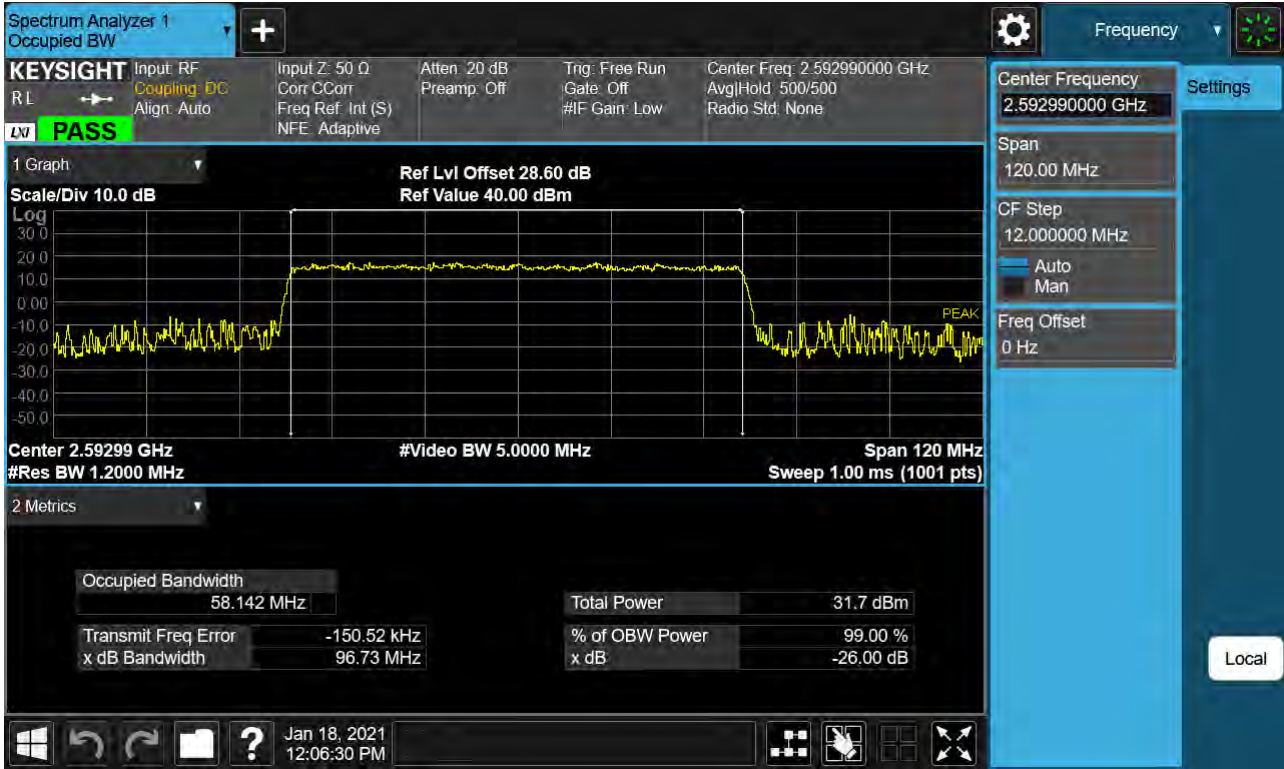 Spectrum Analyzer 1
Occupied BW
Frequency
KEYSIGHT
RL
LXI
PASS
Input: RF
Coupling: DC
Align: Auto
Input Z: 50 Ω
Corr CCorr
Freq Ref: Int (S)
NFE: Adaptive
Atten: 20 dB
Preamp: Off
Trig: Free Run
Gate: Off
#IF Gain: Low
Center Freq: 2.592990000 GHz
Avg|Hold: 500/500
Radio Std: None
Center Frequency
2.592990000 GHz
Settings
Span
120.00 MHz
CF Step
12.000000 MHz
Auto
Man
Freq Offset
0 Hz
1 Graph
Scale/Div 10.0 dB
Ref Lvl Offset 28.60 dB
Ref Value 40.00 dBm
Log
30.0
20.0
10.0
0.00
-10.0
-20.0
-30.0
-40.0
-50.0
PEAK
Center 2.59299 GHz
#Video BW 5.0000 MHz
Span 120 MHz
#Res BW 1.2000 MHz
Sweep 1.00 ms (1001 pts)
2 Metrics
Occupied Bandwidth
58.142 MHz
Total Power 31.7 dBm
Transmit Freq Error -150.52 kHz
% of OBW Power 99.00 %
x dB Bandwidth 96.73 MHz
x dB -26.00 dB
Local
?
Jan 18, 2021
12:06:30 PM